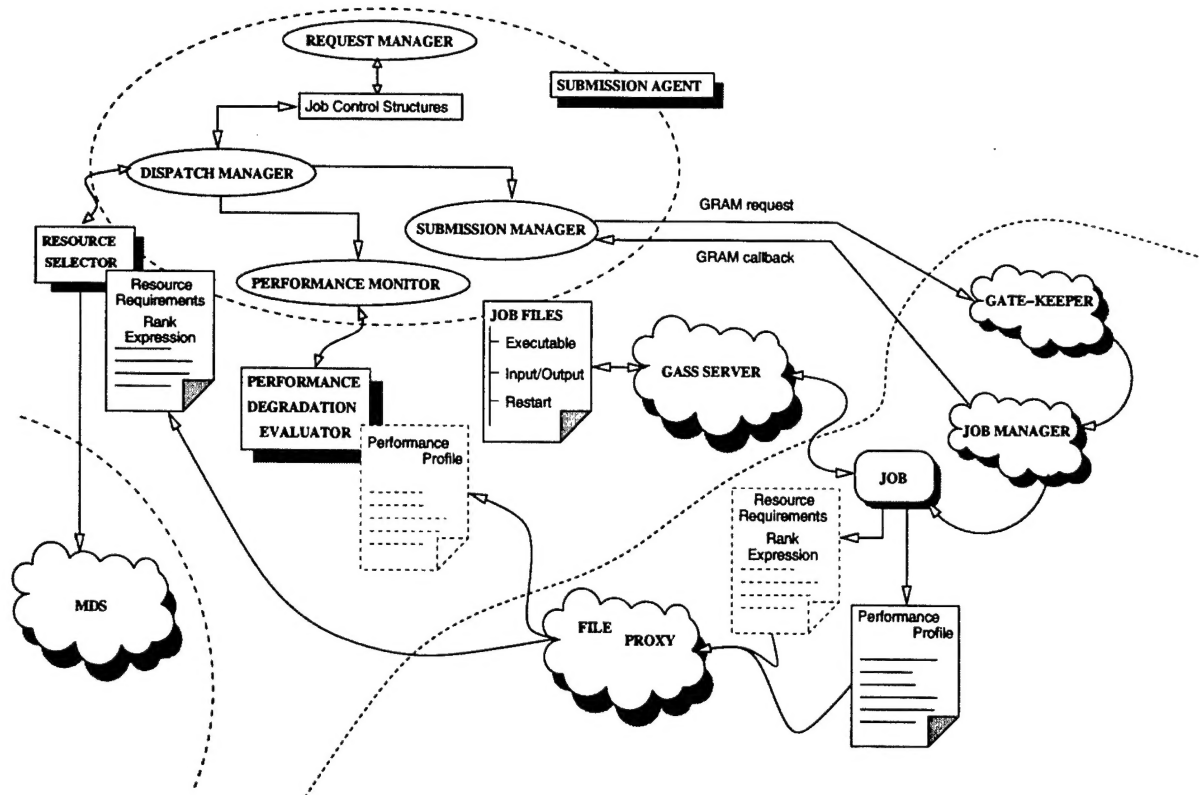 REQUEST MANAGER
SUBMISSION AGENT
Job Control Structures
DISPATCH MANAGER
SUBMISSION MANAGER
GRAM request
GRAM callback
RESOURCE
SELECTOR
Resource
Requirements
Rank
Expression
PERFORMANCE MONITOR
GATE-KEEPER
JOB FILES
Executable
Input/Output
Restart
GASS SERVER
PERFORMANCE
DEGRADATION
EVALUATOR
Performance
Profile
JOB MANAGER
JOB
Resource
Requirements
Rank
Expression
MDS
FILE
PROXY
Performance
Profile